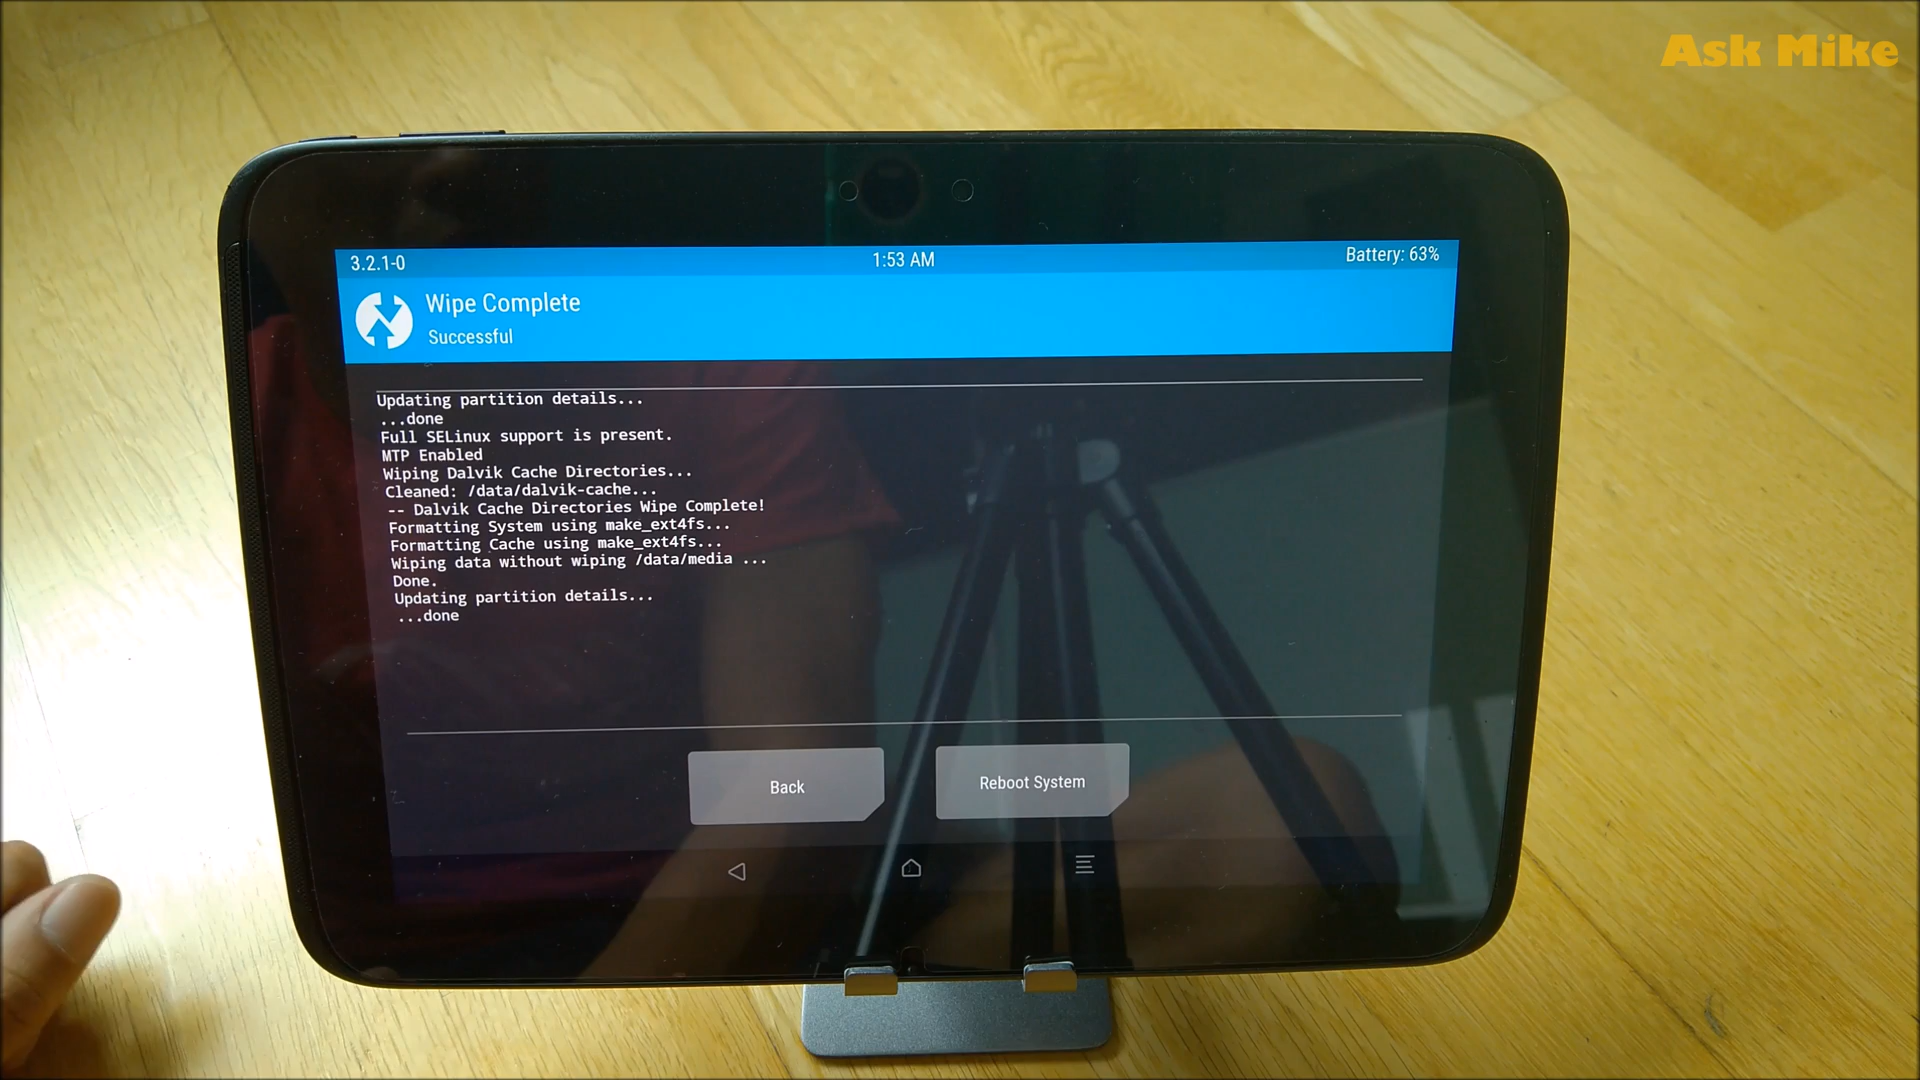 Ask Mike
3.2.1-0
1:53 AM
Battery: 63%
Wipe Complete
Successful
Updating partition details...
...done
Full SELinux support is present.
MTP Enabled
Wiping Dalvik Cache Directories...
Cleaned: /data/dalvik-cache...
-- Dalvik Cache Directories Wipe Complete!
Formatting System using make_ext4fs...
Formatting Cache using make_ext4fs...
Wiping data without wiping /data/media ...
Done.
Updating partition details...
...done
Back
Reboot System